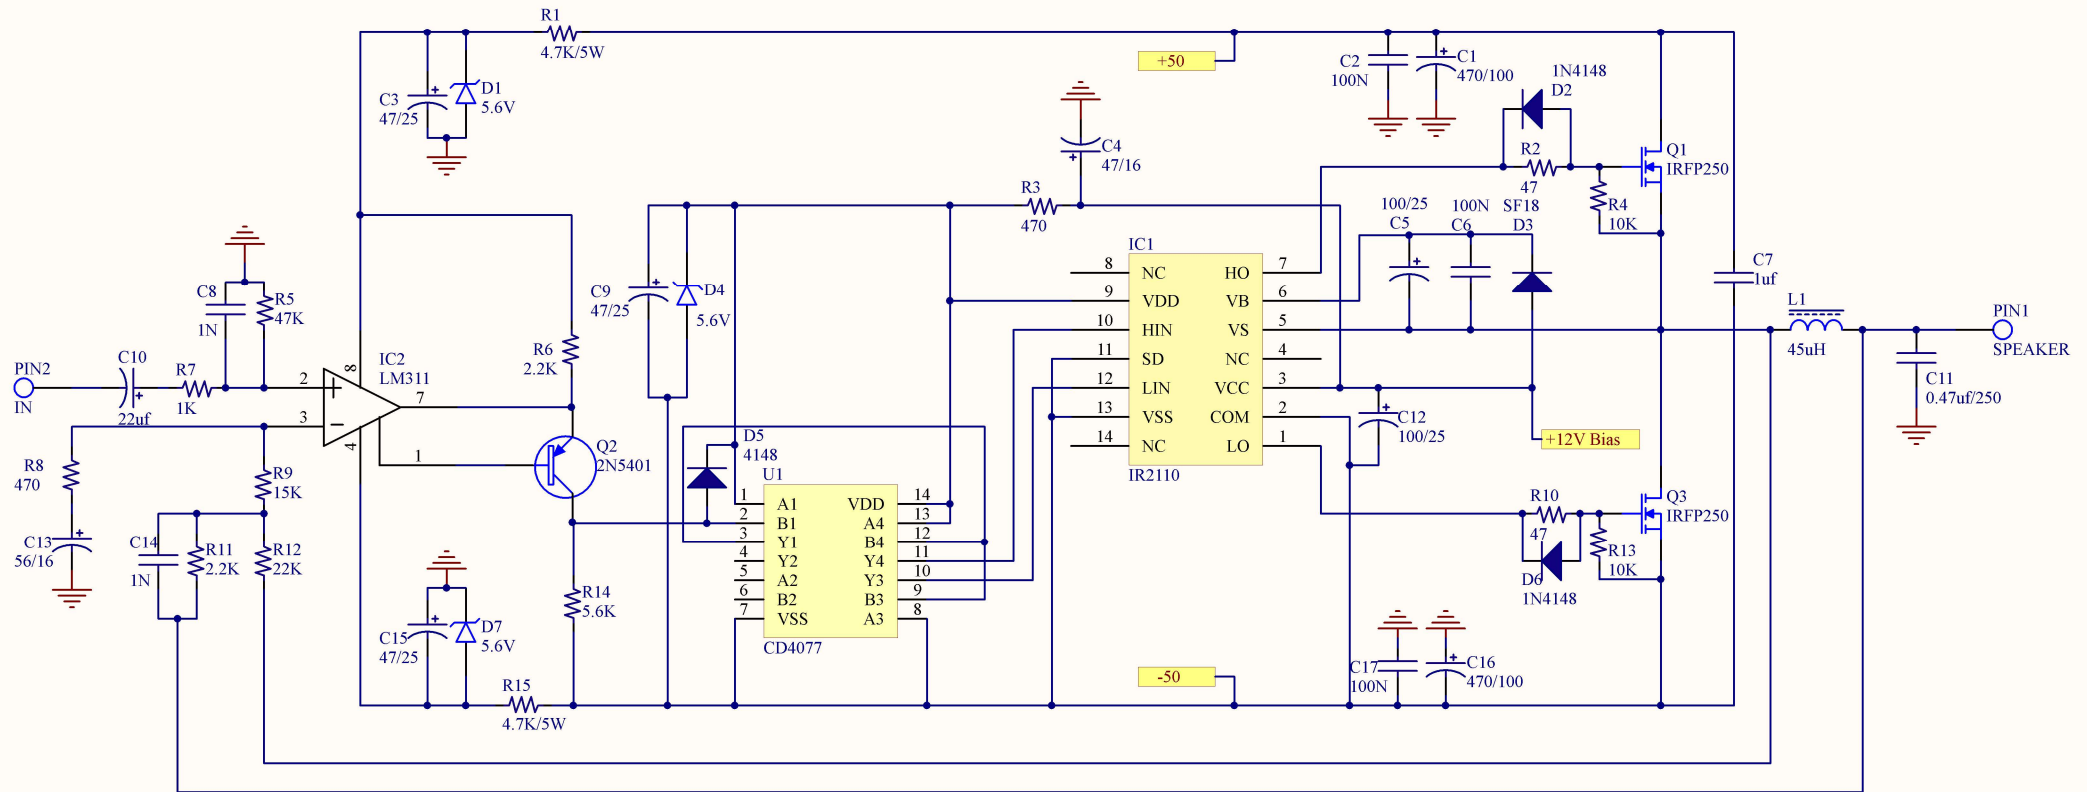 R1
4.7K/5W
+50
C3
47/25
D1
5.6V
C2
100N
C1
470/100
1N4148
D2
R2
47
Q1
IRFP250
R4
10K
C4
47/16
R3
470
100/25
C5
100N
C6
SF18
D3
C7
1uf
IC1
8 NC HO 7
9 VDD VB 6
10 HIN VS 5
11 SD NC 4
12 LIN VCC 3
13 VSS COM 2
14 NC LO 1
IR2110
C8
1N
R5
47K
C9
47/25
D4
5.6V
L1
45uH
PIN1
SPEAKER
C11
0.47uf/250
PIN2
IN
C10
22uf
R7
1K
IC2
LM311
2
3
8
4
7
1
R6
2.2K
Q2
2N5401
C12
100/25
+12V Bias
D5
4148
U1
1 A1 VDD 14
2 B1 A4 13
3 Y1 B4 12
4 Y2 Y4 11
5 A2 Y3 10
6 B2 B3 9
7 VSS A3 8
CD4077
R8
470
R9
15K
C13
56/16
C14
1N
R11
2.2K
R12
22K
R10
47
D6
1N4148
Q3
IRFP250
R13
10K
R14
5.6K
C15
47/25
D7
5.6V
R15
4.7K/5W
-50
C17
100N
C16
470/100